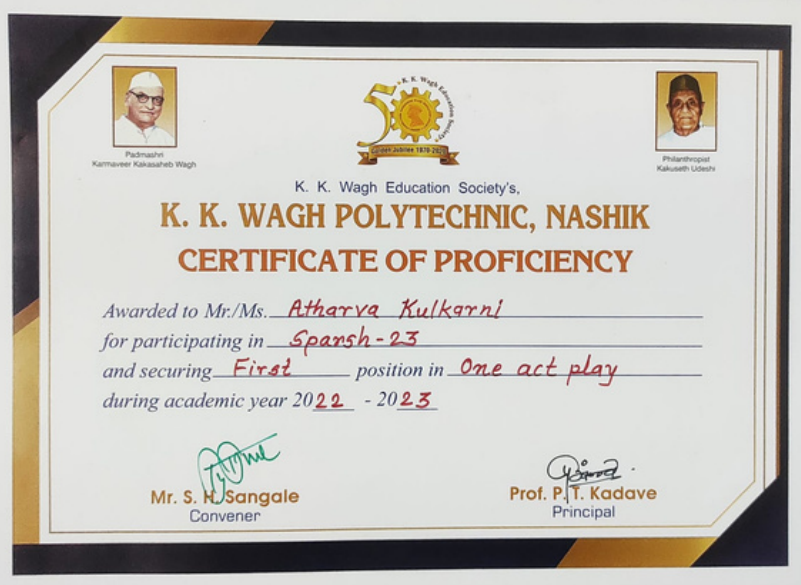 K. K. Wagh Education Society's
50
Golden Jubilee 1970-2020
Padmashri
Karmaveer Kakasaheb Wagh
Philanthropist
Kakuseth Udeshi
K. K. Wagh Education Society's,
K. K. WAGH POLYTECHNIC, NASHIK
CERTIFICATE OF PROFICIENCY
Awarded to Mr./Ms. Atharva Kulkarni
for participating in Sparsh-23
and securing First position in One act play
during academic year 2022 - 2023
Mr. S. H. Sangale
Convener
Prof. P. T. Kadave
Principal